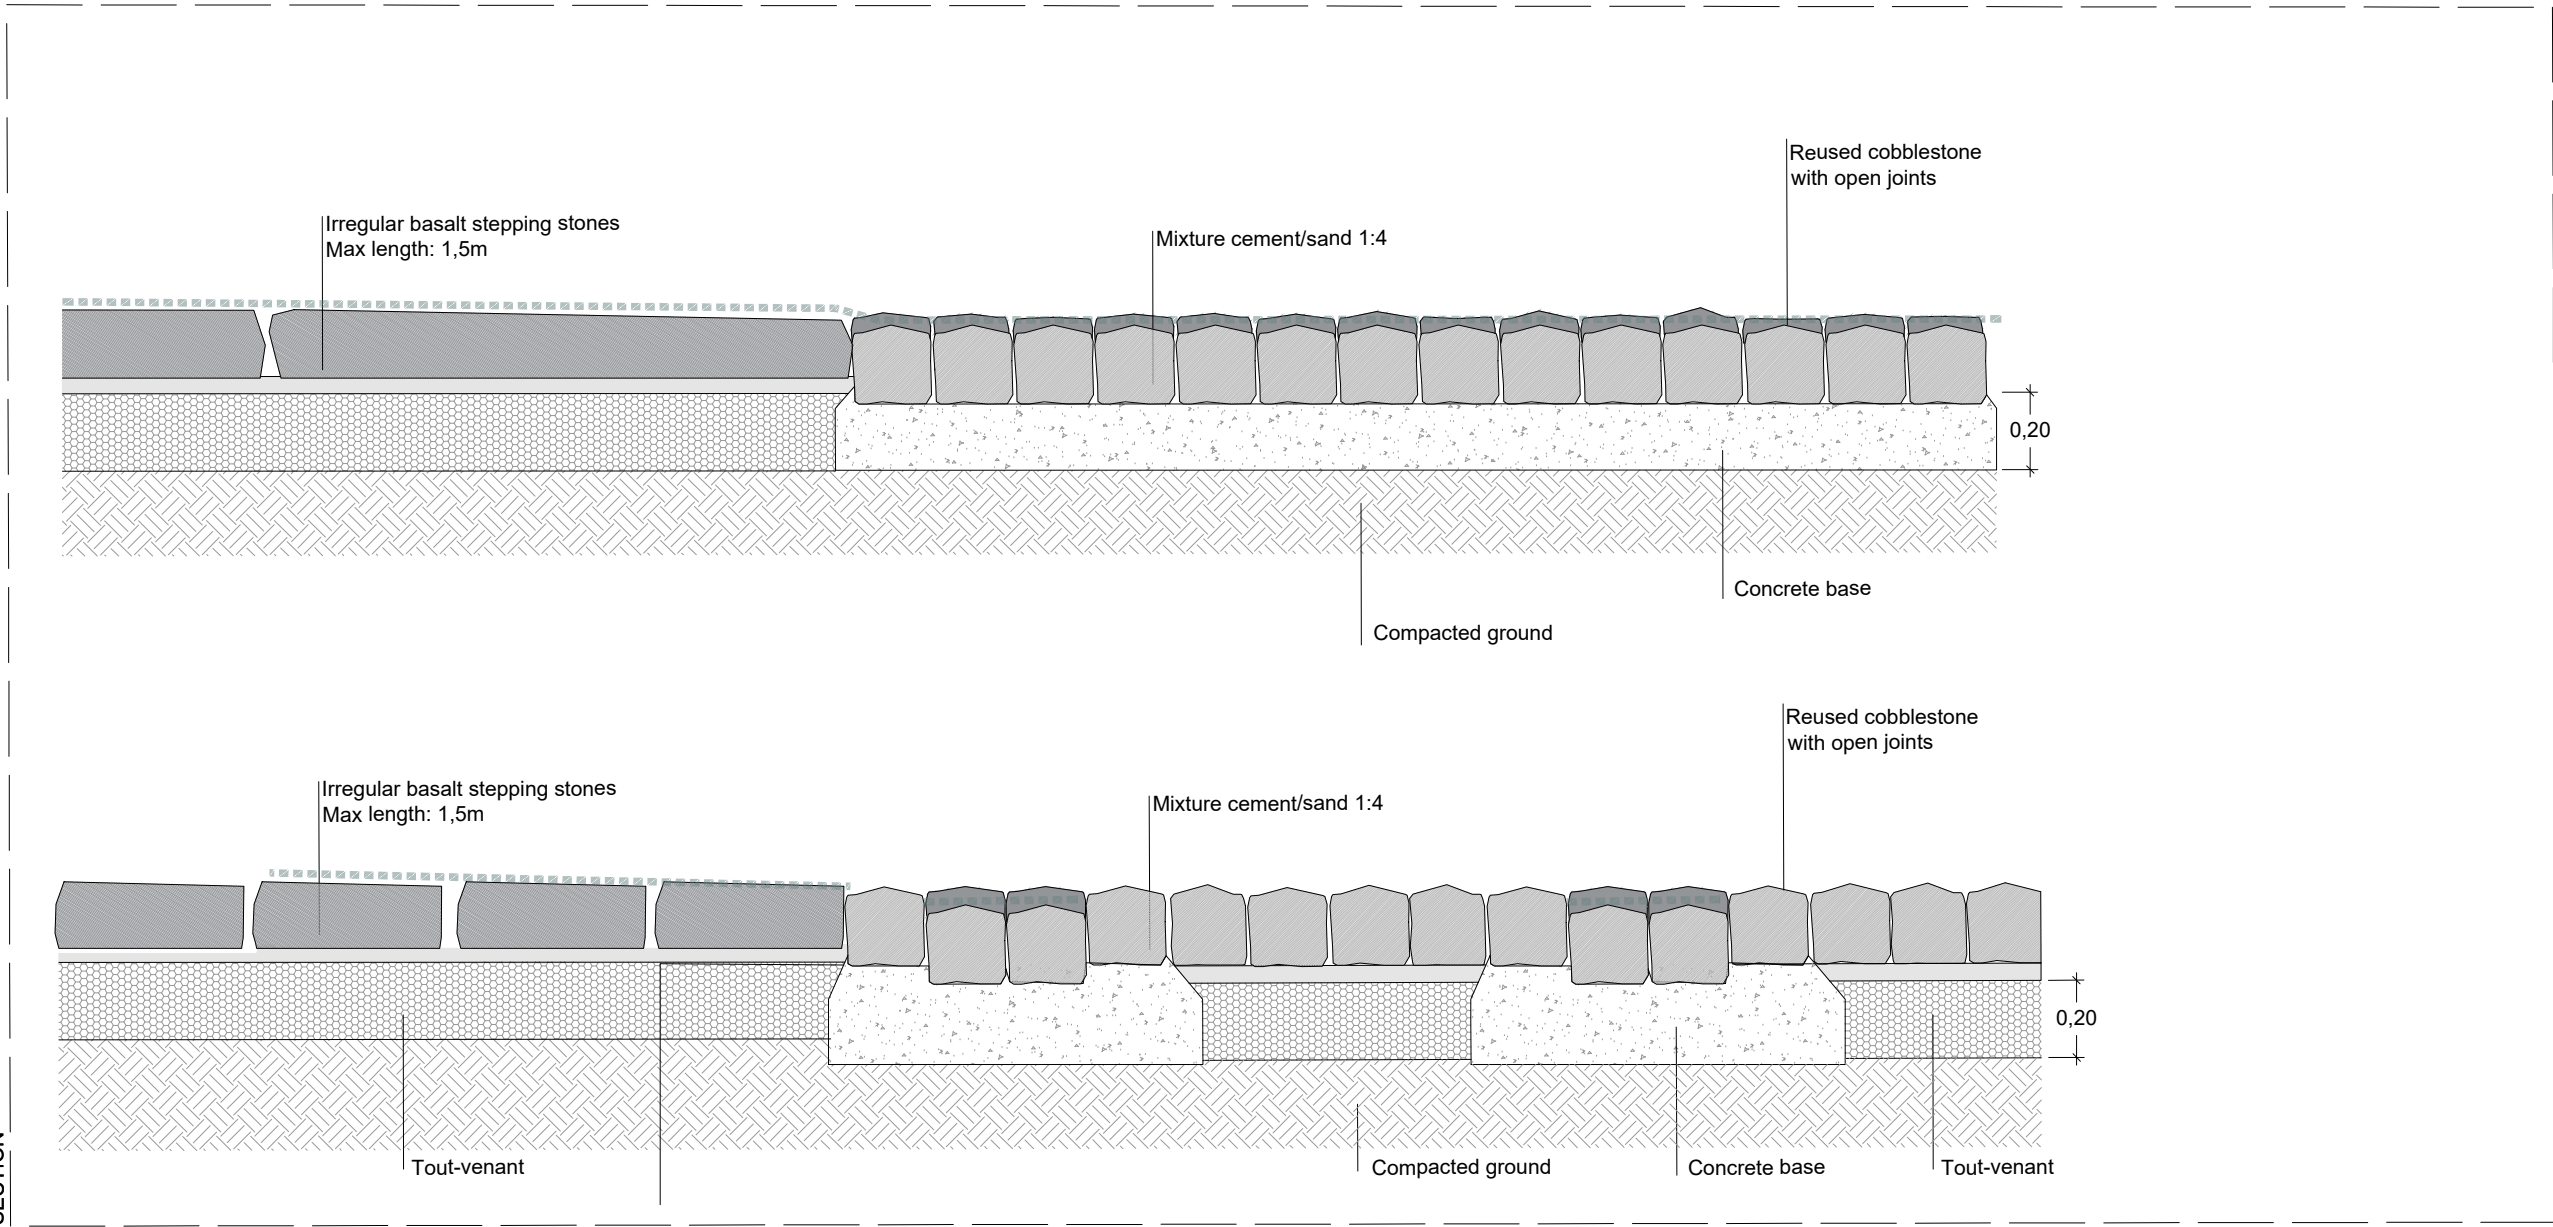 Reused cobblestone
with open joints
Irregular basalt stepping stones
Max length: 1,5m
Mixture cement/sand 1:4
0,20
Concrete base
Compacted ground
Reused cobblestone
with open joints
Irregular basalt stepping stones
Max length: 1,5m
Mixture cement/sand 1:4
0,20
Tout-venant
Compacted ground
Concrete base
Tout-venant
SECTION